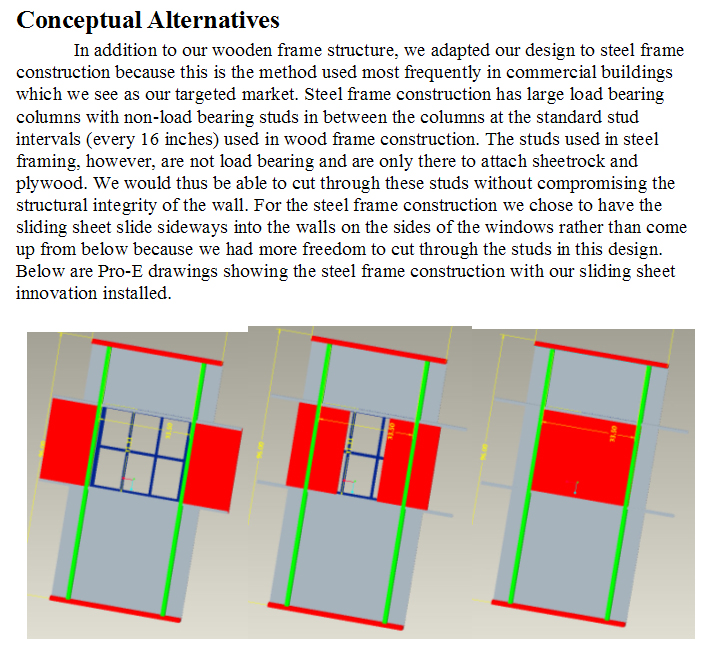 Conceptual Alternatives
In addition to our wooden frame structure, we adapted our design to steel frame
construction because this is the method used most frequently in commercial buildings
which we see as our targeted market. Steel frame construction has large load bearing
columns with non-load bearing studs in between the columns at the standard stud
intervals (every 16 inches) used in wood frame construction. The studs used in steel
framing, however, are not load bearing and are only there to attach sheetrock and
plywood. We would thus be able to cut through these studs without compromising the
structural integrity of the wall. For the steel frame construction we chose to have the
sliding sheet slide sideways into the walls on the sides of the windows rather than come
up from below because we had more freedom to cut through the studs in this design.
Below are Pro-E drawings showing the steel frame construction with our sliding sheet
innovation installed.
33.50
33.50